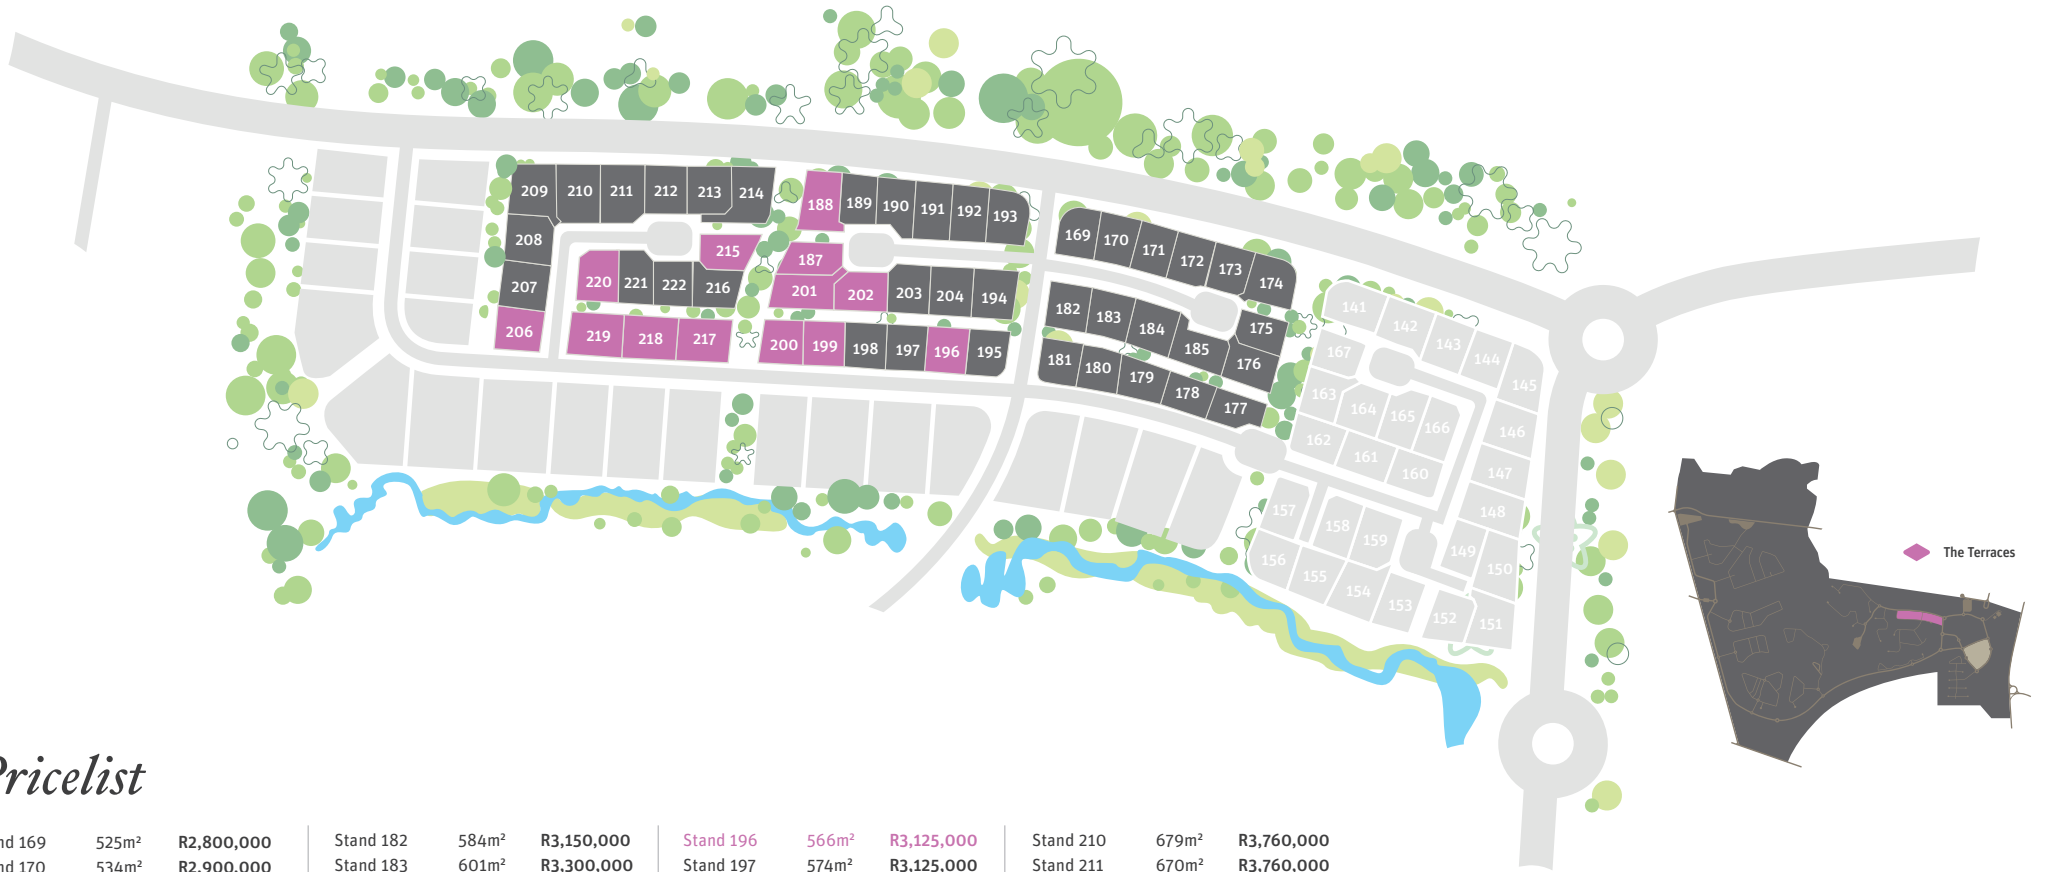 209 210 211 212 213 214
188 189 190 191 192 193
208
215
187
169 170 171 172 173 174
207
220 221 222 216
201 202 203 204 194
206
219 218 217
200 199 198 197 196 195
182 183 184 185 175 176
181 180 179 178 177
141 142 143 144 145
167
163 164 165 166
146
162 161 160
147
148
157 158 159
149 150
156 155 154 153 152 151
The Terraces
Pricelist
nd 169 525m² R2,800,000
Stand 182 584m² R3,150,000
Stand 196 566m² R3,125,000
Stand 210 679m² R3,760,000
nd 170 534m² R2,900,000
Stand 183 601m² R3,300,000
Stand 197 574m² R3,125,000
Stand 211 670m² R3,760,000